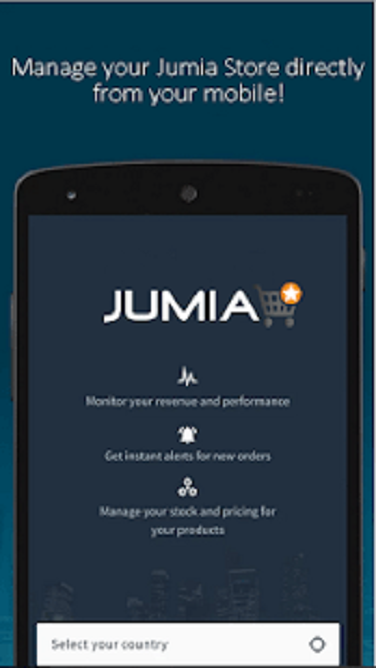 Manage your Jumia Store directly
from your mobile!
JUMIA
Monitor your revenue and performance
Get instant alerts for new orders
Manage your stock and pricing for
your products
Select your country